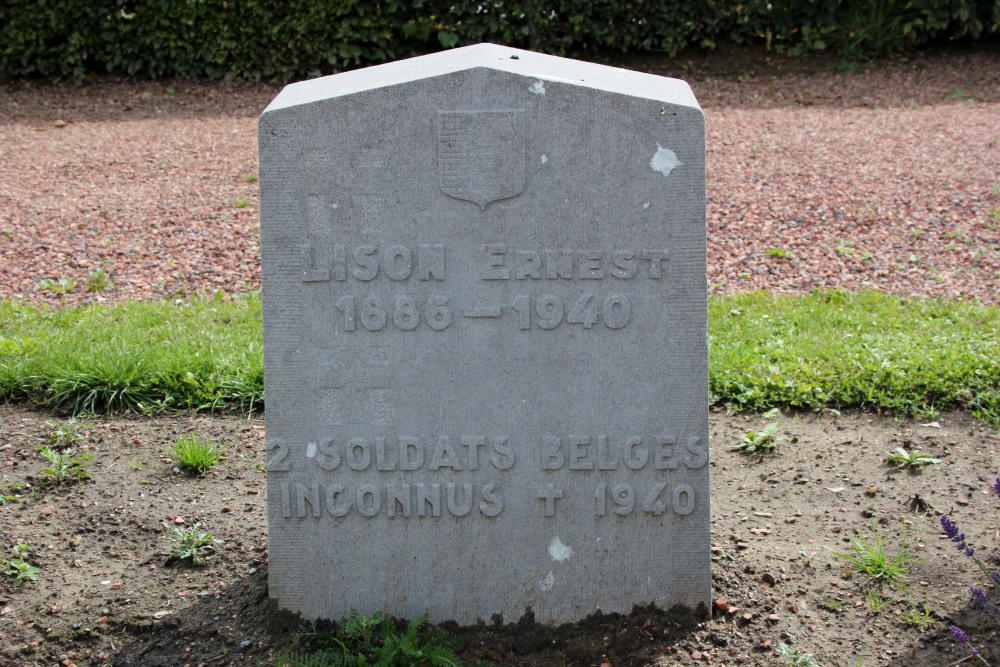 LISON ERNEST
1886 – 1940
2 SOLDATS BELGES
INCONNUS † 1940